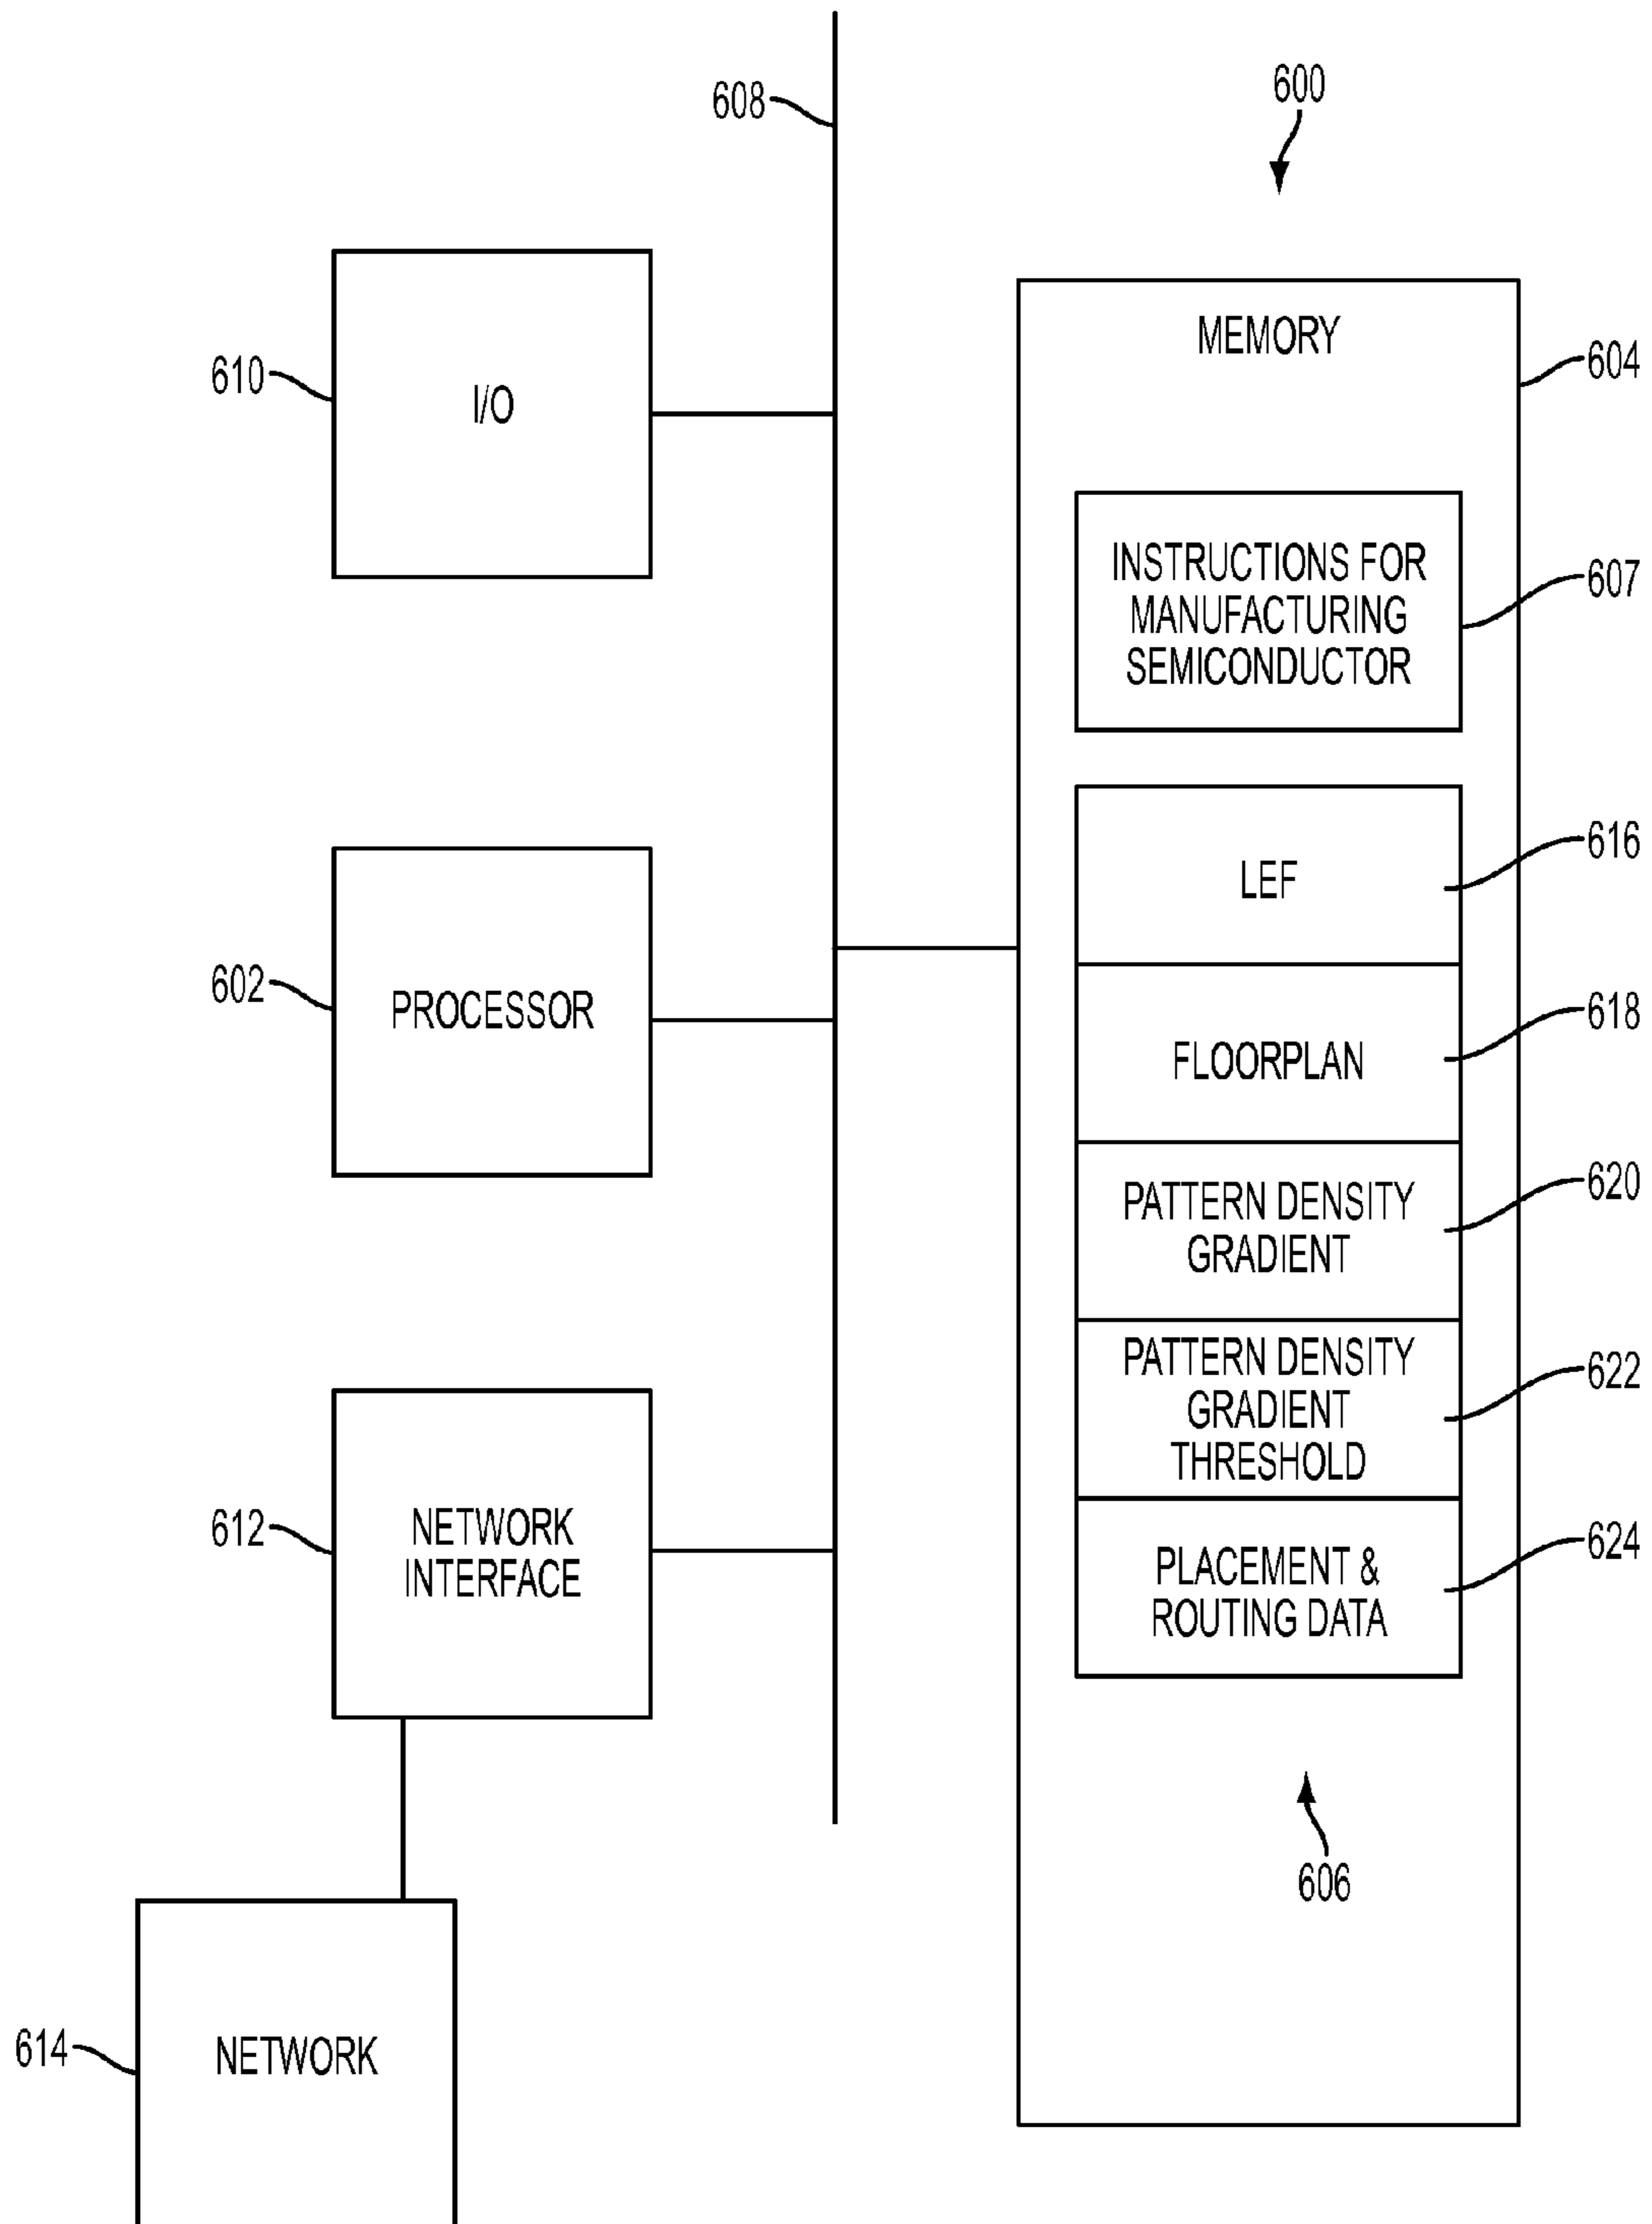 608
600
610
I/O
MEMORY
604
INSTRUCTIONS FOR
MANUFACTURING
SEMICONDUCTOR
607
LEF
616
602
PROCESSOR
FLOORPLAN
618
PATTERN DENSITY
GRADIENT
620
PATTERN DENSITY
GRADIENT
THRESHOLD
622
612
NETWORK
INTERFACE
PLACEMENT &
ROUTING DATA
624
606
614
NETWORK